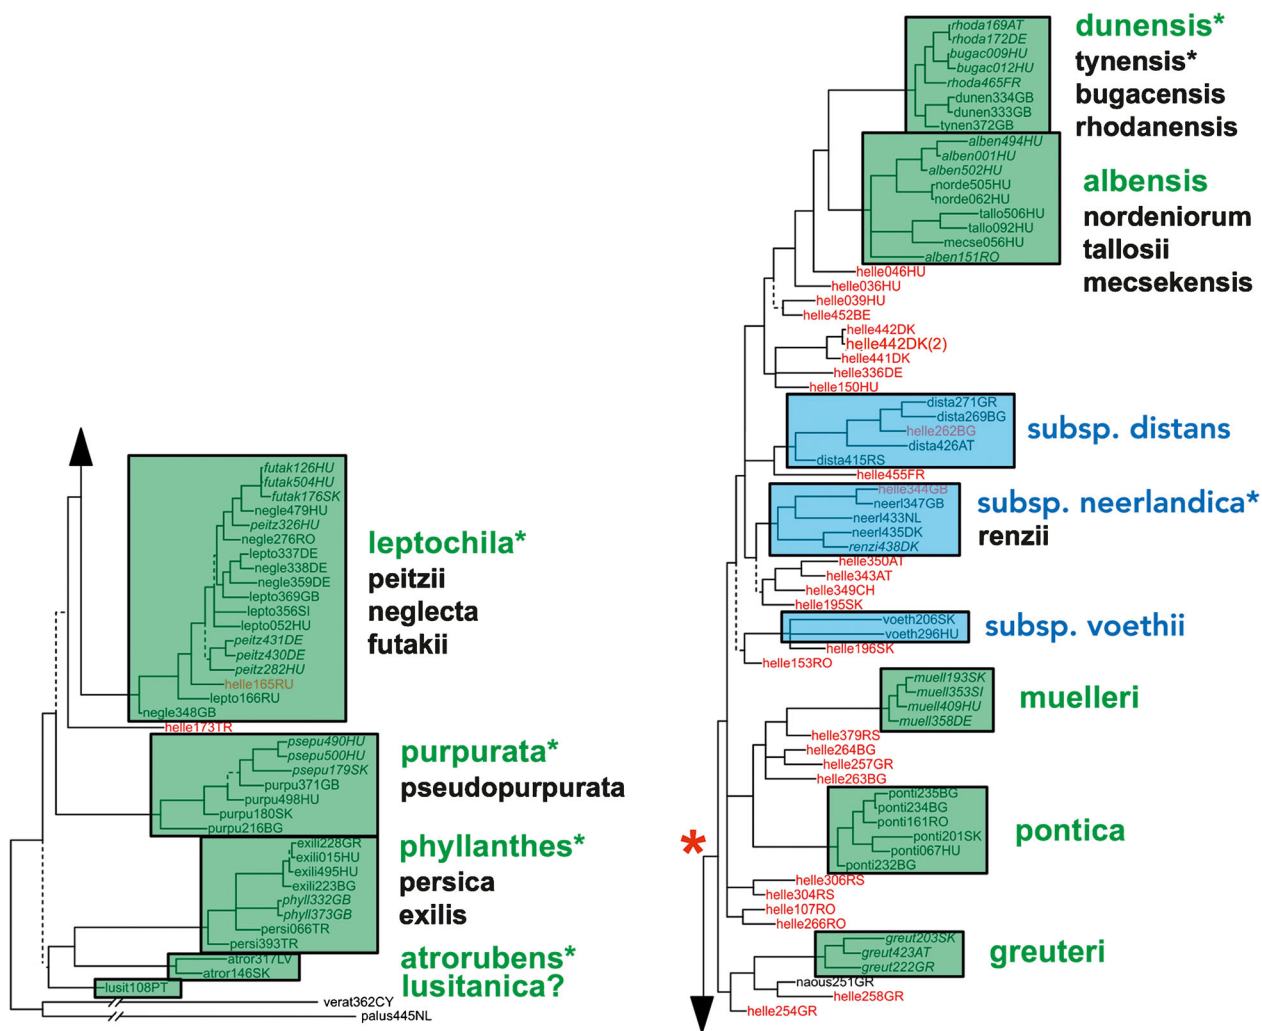 futak126HU
futak504HU
futak176SK
negle479HU
peitz326HU
negle276RO
lepto337DE
negle338DE
negle359DE
lepto369GB
lepto356SI
lepto052HU
peitz431DE
peitz430DE
peitz282HU
helle165RU
lepto166RU
negle348GB
leptochila*
peitzii
neglecta
futakii
helle173TR
psepu490HU
psepu500HU
psepu179SK
purpu371GB
purpu498HU
purpu180SK
purpu216BG
purpurata*
pseudopurpurata
exili228GR
exili015HU
exili495HU
exili223BG
phyll332GB
phyll373GB
persi066TR
persi393TR
phyllanthes*
persica
exilis
atror317LV
atror146SK
atrorubens*
lusit108PT
lusitanica?
verat362CY
palus445NL
rhoda169AT
rhoda172DE
bugac009HU
bugac012HU
rhoda465FR
dunen334GB
dunen333GB
tynen372GB
dunensis*
tynensis*
bugacensis
rhodanensis
alben494HU
alben001HU
alben502HU
norde505HU
norde062HU
tallo506HU
tallo092HU
mecse056HU
alben151RO
albensis
nordeniorum
tallosii
mecsekensis
helle046HU
helle036HU
helle039HU
helle452BE
helle442DK
helle442DK(2)
helle441DK
helle336DE
helle150HU
dista271GR
dista269BG
helle262BG
dista426AT
dista415RS
subsp. distans
helle455FR
helle344GB
neerl347GB
neerl433NL
neerl435DK
renzi438DK
subsp. neerlandica*
renzii
helle350AT
helle343AT
helle349CH
helle195SK
voeth206SK
voeth296HU
subsp. voethii
helle196SK
helle153RO
muell193SK
muell353SI
muell409HU
muell358DE
muelleri
helle379RS
helle264BG
helle257GR
helle263BG
ponti235BG
ponti234BG
ponti161RO
ponti201SK
ponti067HU
ponti232BG
pontica
*
helle306RS
helle304RS
helle107RO
helle266RO
greut203SK
greut423AT
greut222GR
greuteri
naous251GR
helle258GR
helle254GR